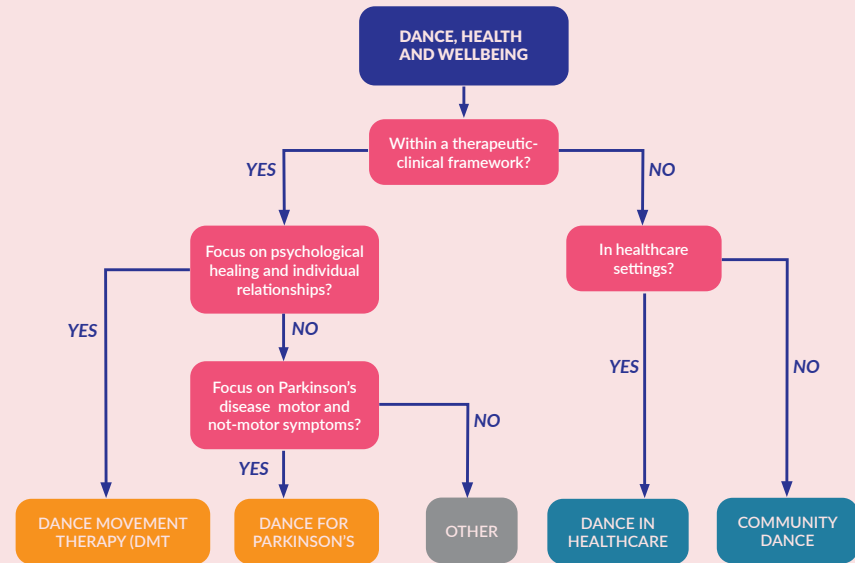 DANCE, HEALTH
AND WELLBEING
Within a therapeutic-
clinical framework?
YES
NO
Focus on psychological
healing and individual
relationships?
In healthcare
settings?
YES
NO
YES
NO
Focus on Parkinson's
disease motor and
not-motor symptoms?
YES
NO
DANCE MOVEMENT
THERAPY (DMT
DANCE FOR
PARKINSON'S
OTHER
DANCE IN
HEALTHCARE
COMMUNITY
DANCE